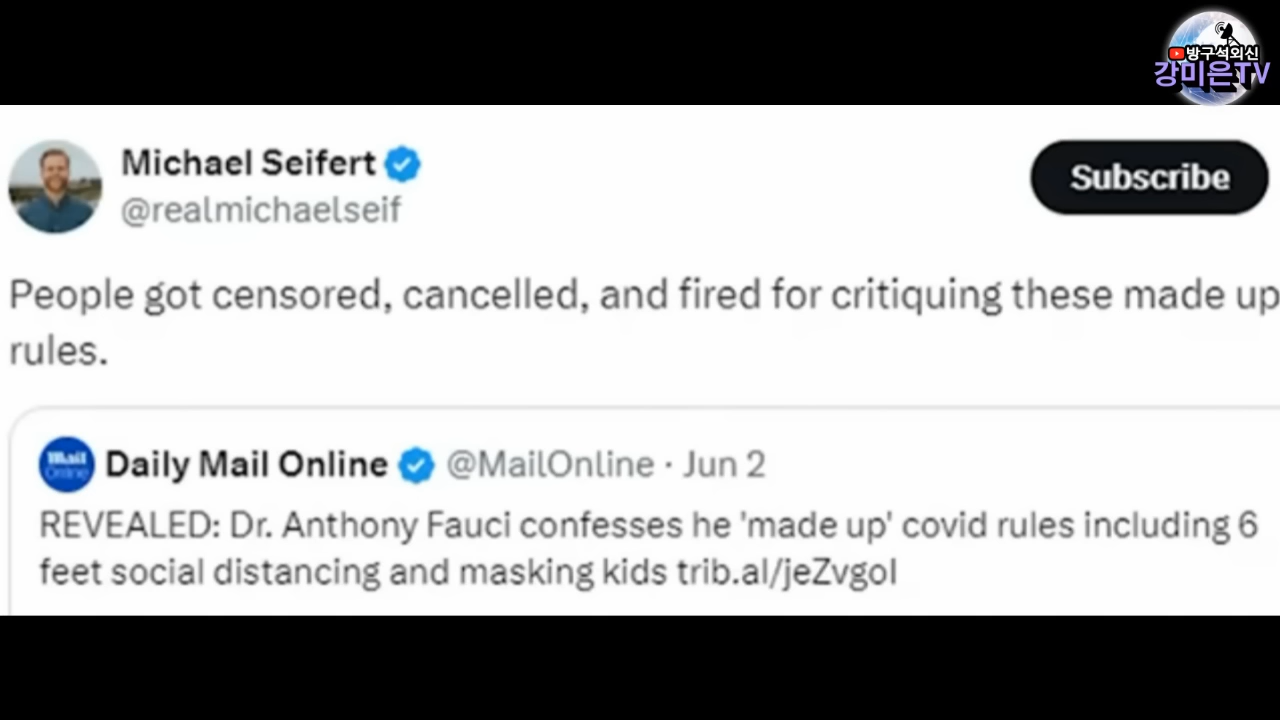 방구석외신
강미은TV
Michael Seifert
Subscribe
@realmichaelseif
People got censored, cancelled, and fired for critiquing these made up
rules.
Mail
Online
Daily Mail Online @MailOnline · Jun 2
REVEALED: Dr. Anthony Fauci confesses he 'made up' covid rules including 6
feet social distancing and masking kids trib.al/jeZvgol